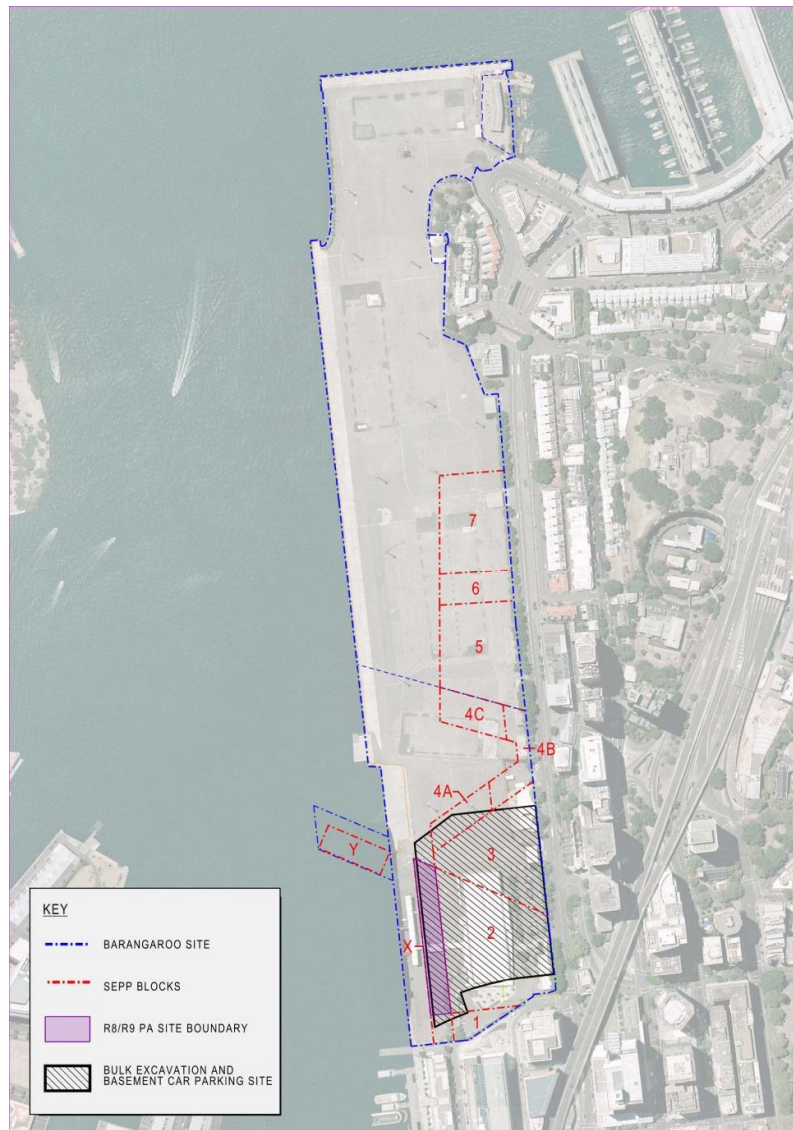 7
6
5
4C
4B
4A
3
Y
2
X
1
KEY
BARANGAROO SITE
SEPP BLOCKS
R8/R9 PA SITE BOUNDARY
BULK EXCAVATION AND
BASEMENT CAR PARKING SITE